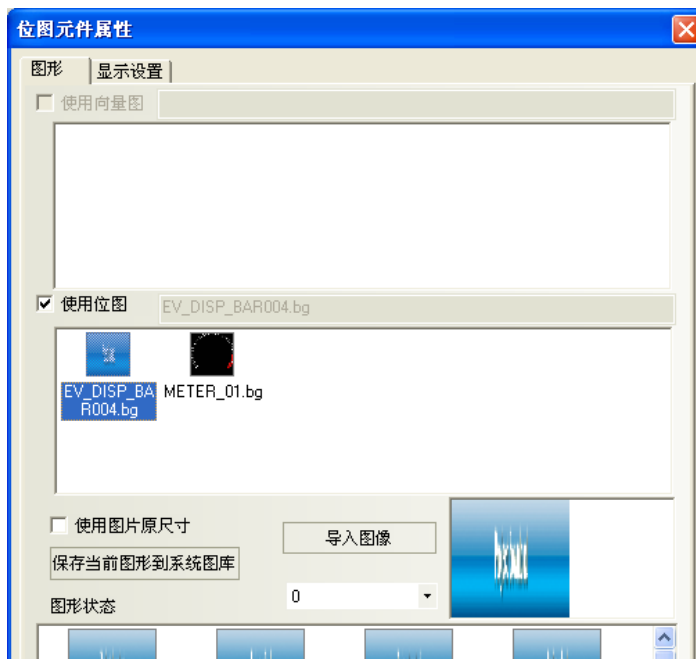 位图元件属性
图形 显示设置
使用向量图
使用位图 EV_DISP_BAR004.bg
EV_DISP_BA METER_01.bg
R004.bg
使用图片原尺寸
导入图像
保存当前图形到系统图库
0
图形状态